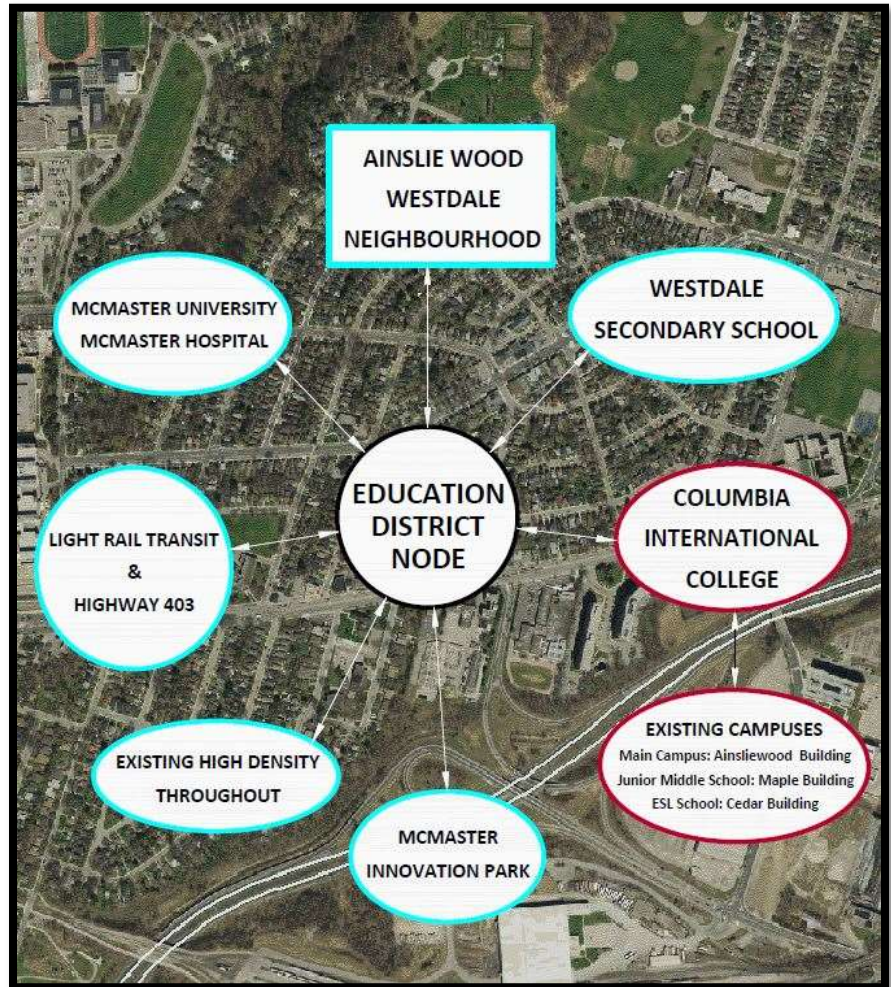 AINSLIE WOOD
WESTDALE
NEIGHBOURHOOD
MCMASTER UNIVERSITY
MCMASTER HOSPITAL
WESTDALE
SECONDARY SCHOOL
EDUCATION
DISTRICT
NODE
COLUMBIA
INTERNATIONAL
COLLEGE
LIGHT RAIL TRANSIT
&
HIGHWAY 403
EXISTING HIGH DENSITY
THROUGHOUT
EXISTING CAMPUSES
Main Campus: Ainsliewood Building
Junior Middle School: Maple Building
ESL School: Cedar Building
MCMASTER
INNOVATION PARK